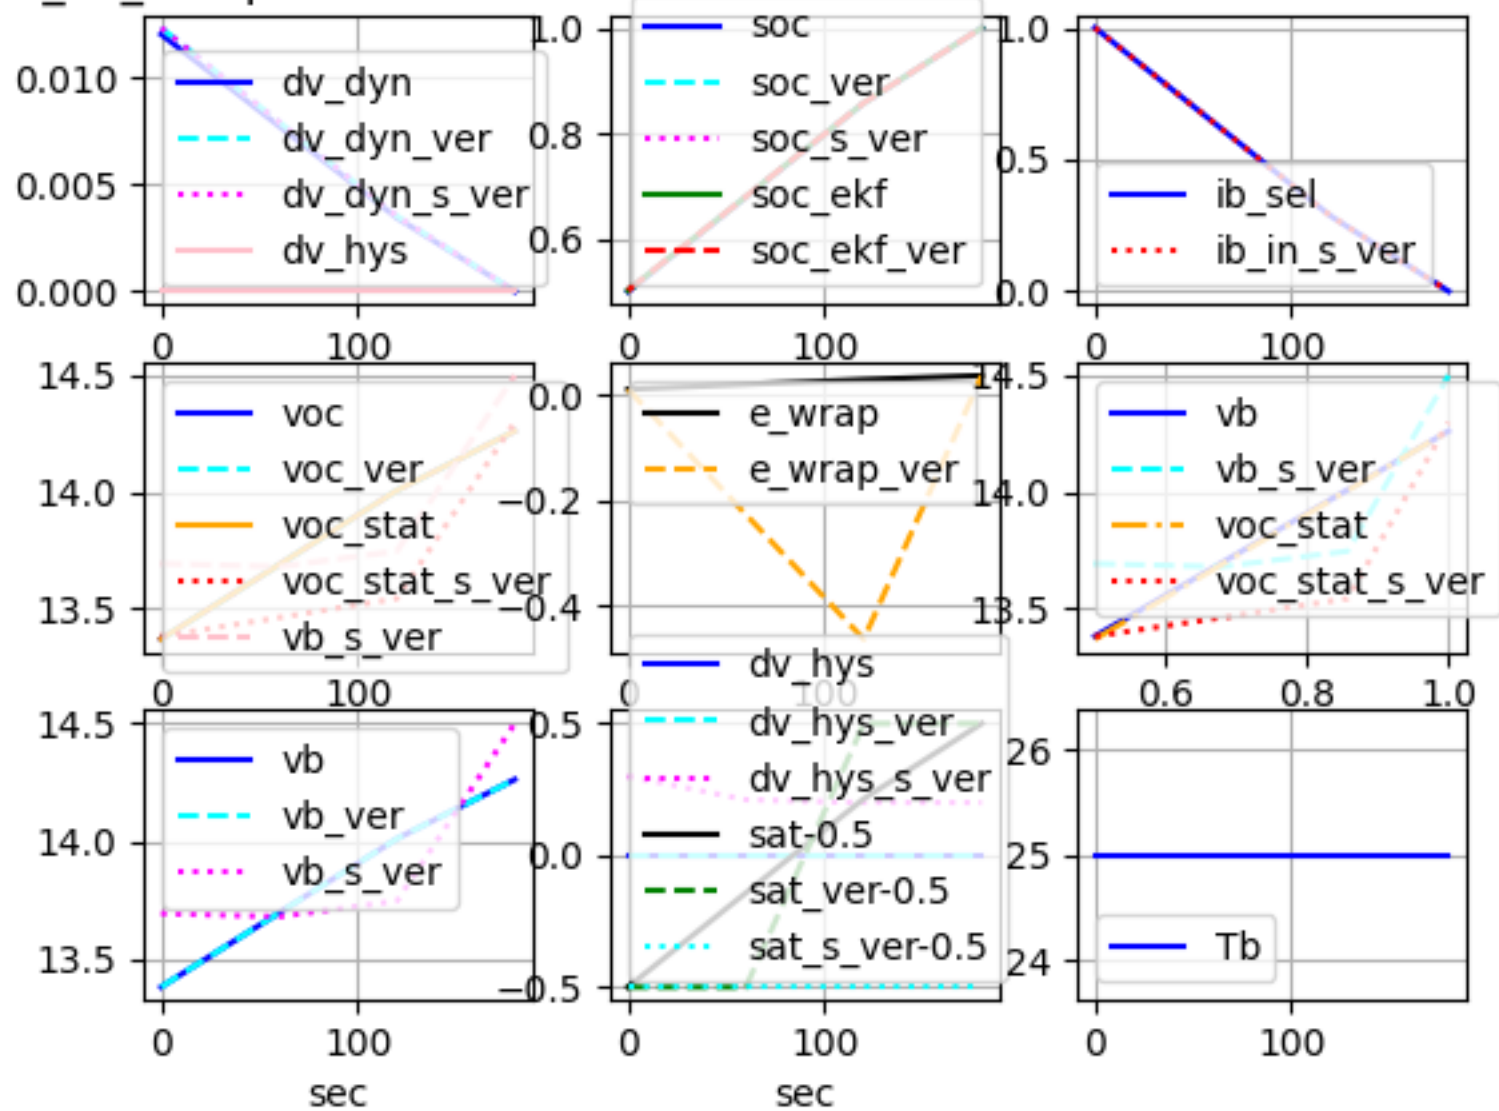 0.010
0.005
0.000
dv_dyn
dv_dyn_ver
dv_dyn_s_ver
dv_hys
0 100
1.0
0.8
0.6
soc
soc_ver
soc_s_ver
soc_ekf
soc_ekf_ver
0 100
1.0
0.5
0.0
ib_sel
ib_in_s_ver
0 100
14.5
14.0
13.5
voc
voc_ver
voc_stat
voc_stat_s_ver
vb_s_ver
0 100
0.0
−0.2
−0.4
e_wrap
e_wrap_ver
0 100
14.5
14.0
13.5
vb
vb_s_ver
voc_stat
voc_stat_s_ver
0.6 0.8 1.0
14.5
14.0
13.5
vb
vb_ver
vb_s_ver
0 100
sec
0.5
0.0
−0.5
dv_hys
dv_hys_ver
dv_hys_s_ver
sat-0.5
sat_ver-0.5
sat_s_ver-0.5
0 100
sec
26
25
24
Tb
0 100